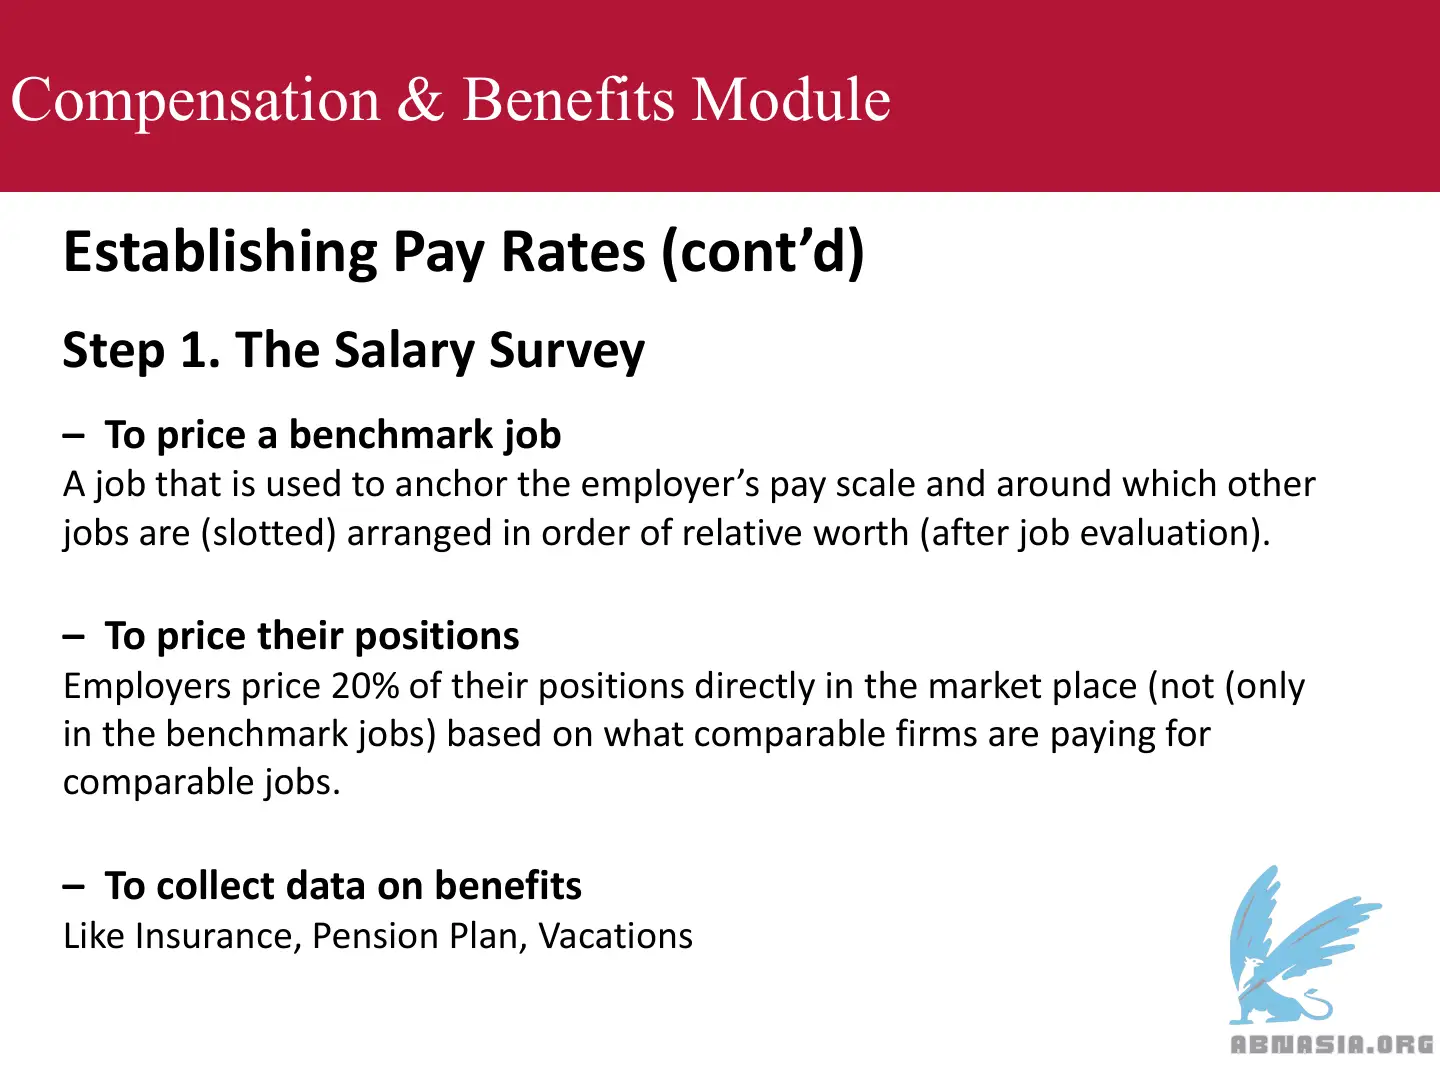 Compensation & Benefits Module
Establishing Pay Rates (cont’d)
Step 1. The Salary Survey
– To price a benchmark job
A job that is used to anchor the employer’s pay scale and around which other
jobs are (slotted) arranged in order of relative worth (after job evaluation).
– To price their positions
Employers price 20% of their positions directly in the market place (not (only
in the benchmark jobs) based on what comparable firms are paying for
comparable jobs.
– To collect data on benefits
Like Insurance, Pension Plan, Vacations
ABNASIA.ORG